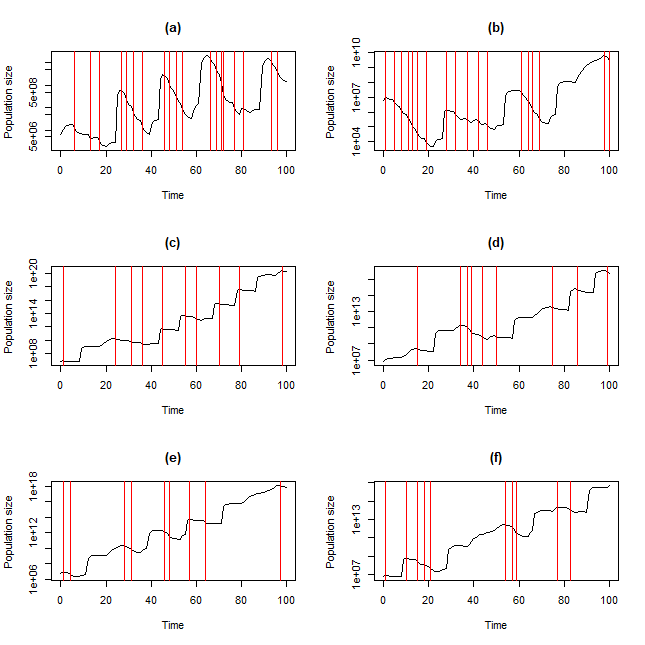 (a)
Population size
5e+06 5e+08
0 20 40 60 80 100
Time
(b)
Population size
1e+04 1e+07 1e+10
0 20 40 60 80 100
Time
(c)
Population size
1e+08 1e+14 1e+20
0 20 40 60 80 100
Time
(d)
Population size
1e+07 1e+13
0 20 40 60 80 100
Time
(e)
Population size
1e+06 1e+12 1e+18
0 20 40 60 80 100
Time
(f)
Population size
1e+07 1e+13
0 20 40 60 80 100
Time